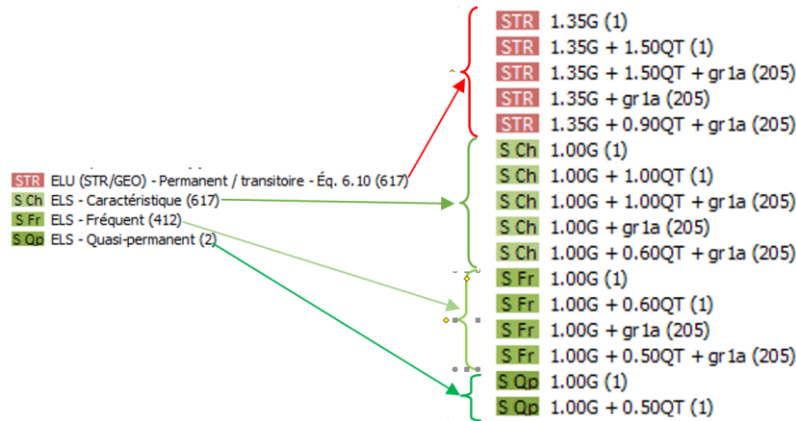 STR ELU (STR/GEO) - Permanent / transitoire - Éq. 6.10 (617)
S Ch ELS - Caractéristique (617)
S Fr ELS - Fréquent (412)
S Qp ELS - Quasi-permanent (2)
STR 1.35G (1)
STR 1.35G + 1.50QT (1)
STR 1.35G + 1.50QT + gr1a (205)
STR 1.35G + gr1a (205)
STR 1.35G + 0.90QT + gr1a (205)
S Ch 1.00G (1)
S Ch 1.00G + 1.00QT (1)
S Ch 1.00G + 1.00QT + gr1a (205)
S Ch 1.00G + gr1a (205)
S Ch 1.00G + 0.60QT + gr1a (205)
S Fr 1.00G (1)
S Fr 1.00G + 0.60QT (1)
S Fr 1.00G + gr1a (205)
S Fr 1.00G + 0.50QT + gr1a (205)
S Qp 1.00G (1)
S Qp 1.00G + 0.50QT (1)